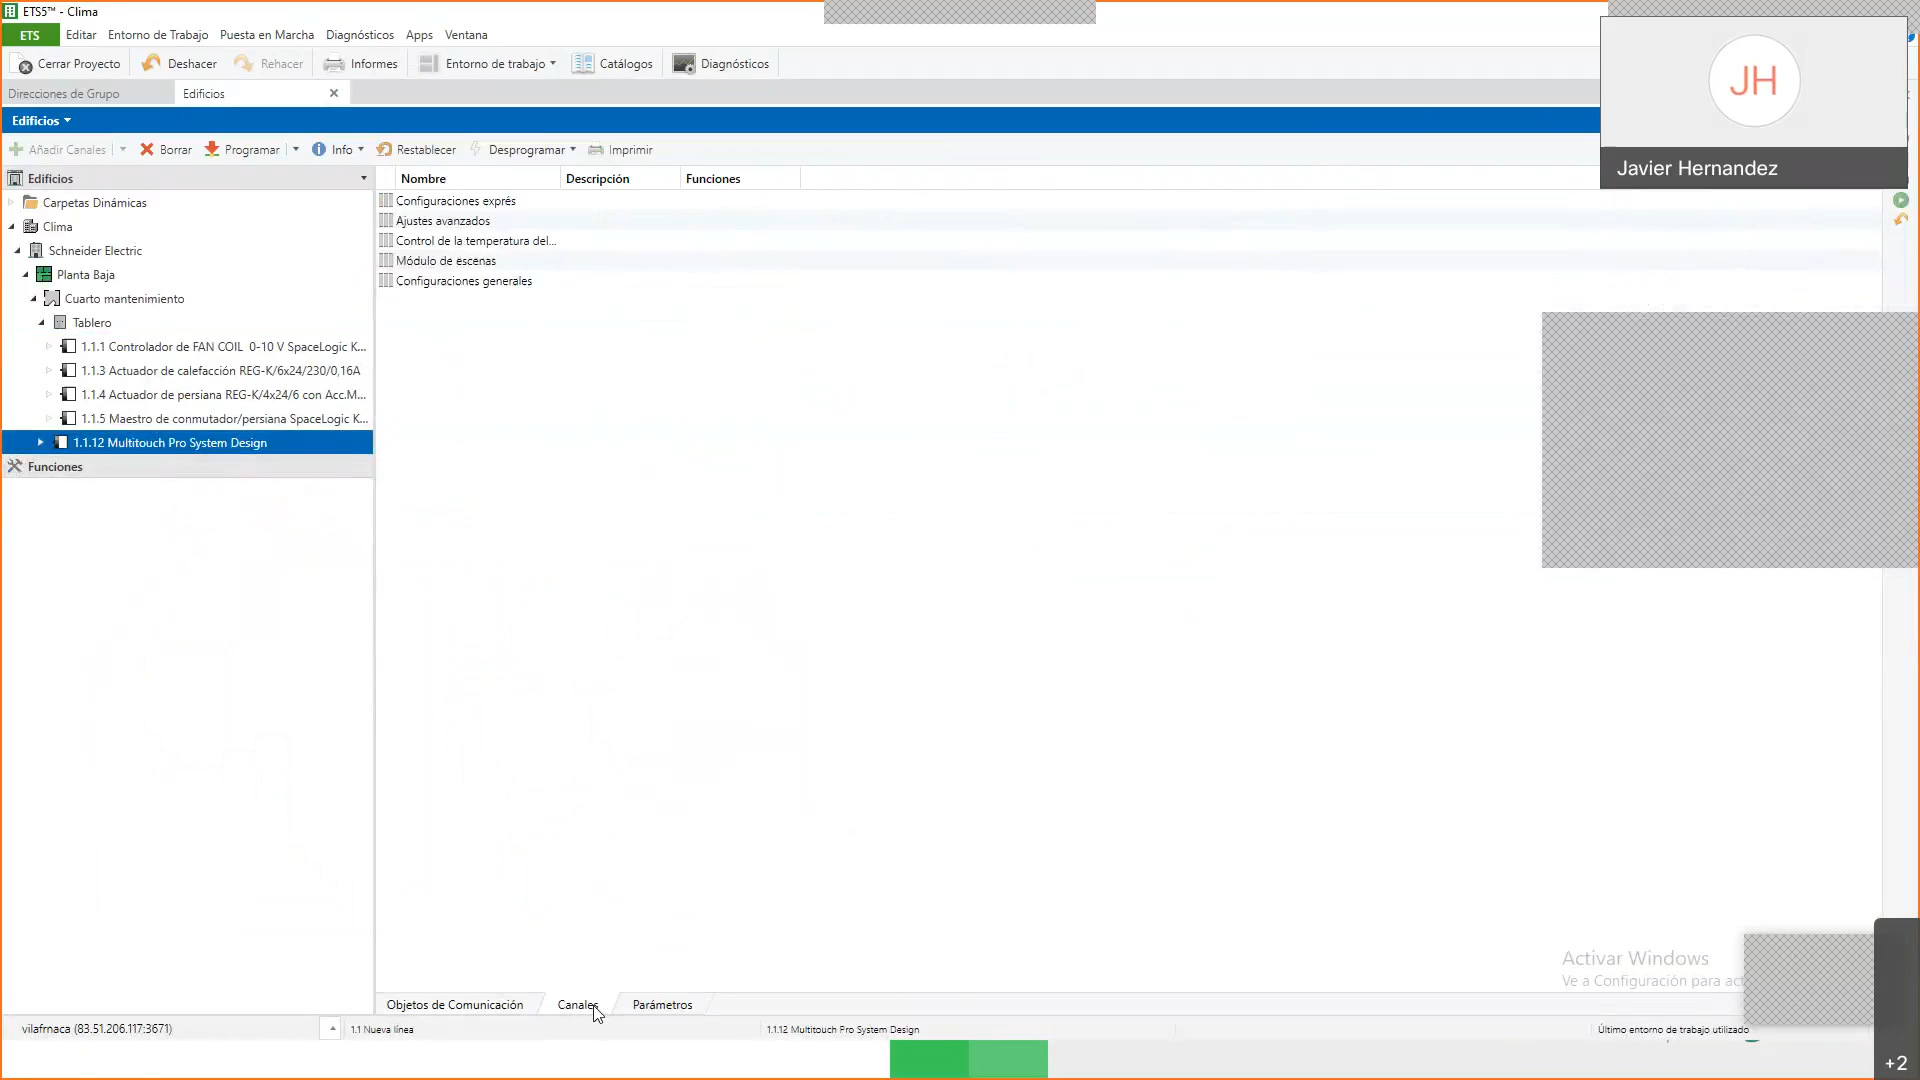 ETS5™ - Clima
ETS Editar Entorno de Trabajo Puesta en Marcha Diagnósticos Apps Ventana
Cerrar Proyecto Deshacer Rehacer Informes Entorno de trabajo Catálogos Diagnósticos
Direcciones de Grupo Edificios
Edificios
Añadir Canales Borrar Programar Info Restablecer Desprogramar Imprimir
JH
Javier Hernandez
Edificios
Carpetas Dinámicas
Clima
Schneider Electric
Planta Baja
Cuarto mantenimiento
Tablero
1.1.1 Controlador de FAN COIL 0-10 V SpaceLogic K...
1.1.3 Actuador de calefacción REG-K/6x24/230/0,16A
1.1.4 Actuador de persiana REG-K/4x24/6 con Acc.M...
1.1.5 Maestro de conmutador/persiana SpaceLogic K...
1.1.12 Multitouch Pro System Design
Funciones
Nombre Descripción Funciones
Configuraciones exprés
Ajustes avanzados
Control de la temperatura del...
Módulo de escenas
Configuraciones generales
Activar Windows
Ve a Configuración para act
Objetos de Comunicación Canales Parámetros
vilafrnaca (83.51.206.117:3671) 1.1 Nueva línea 1.1.12 Multitouch Pro System Design Último entorno de trabajo utilizado
+2